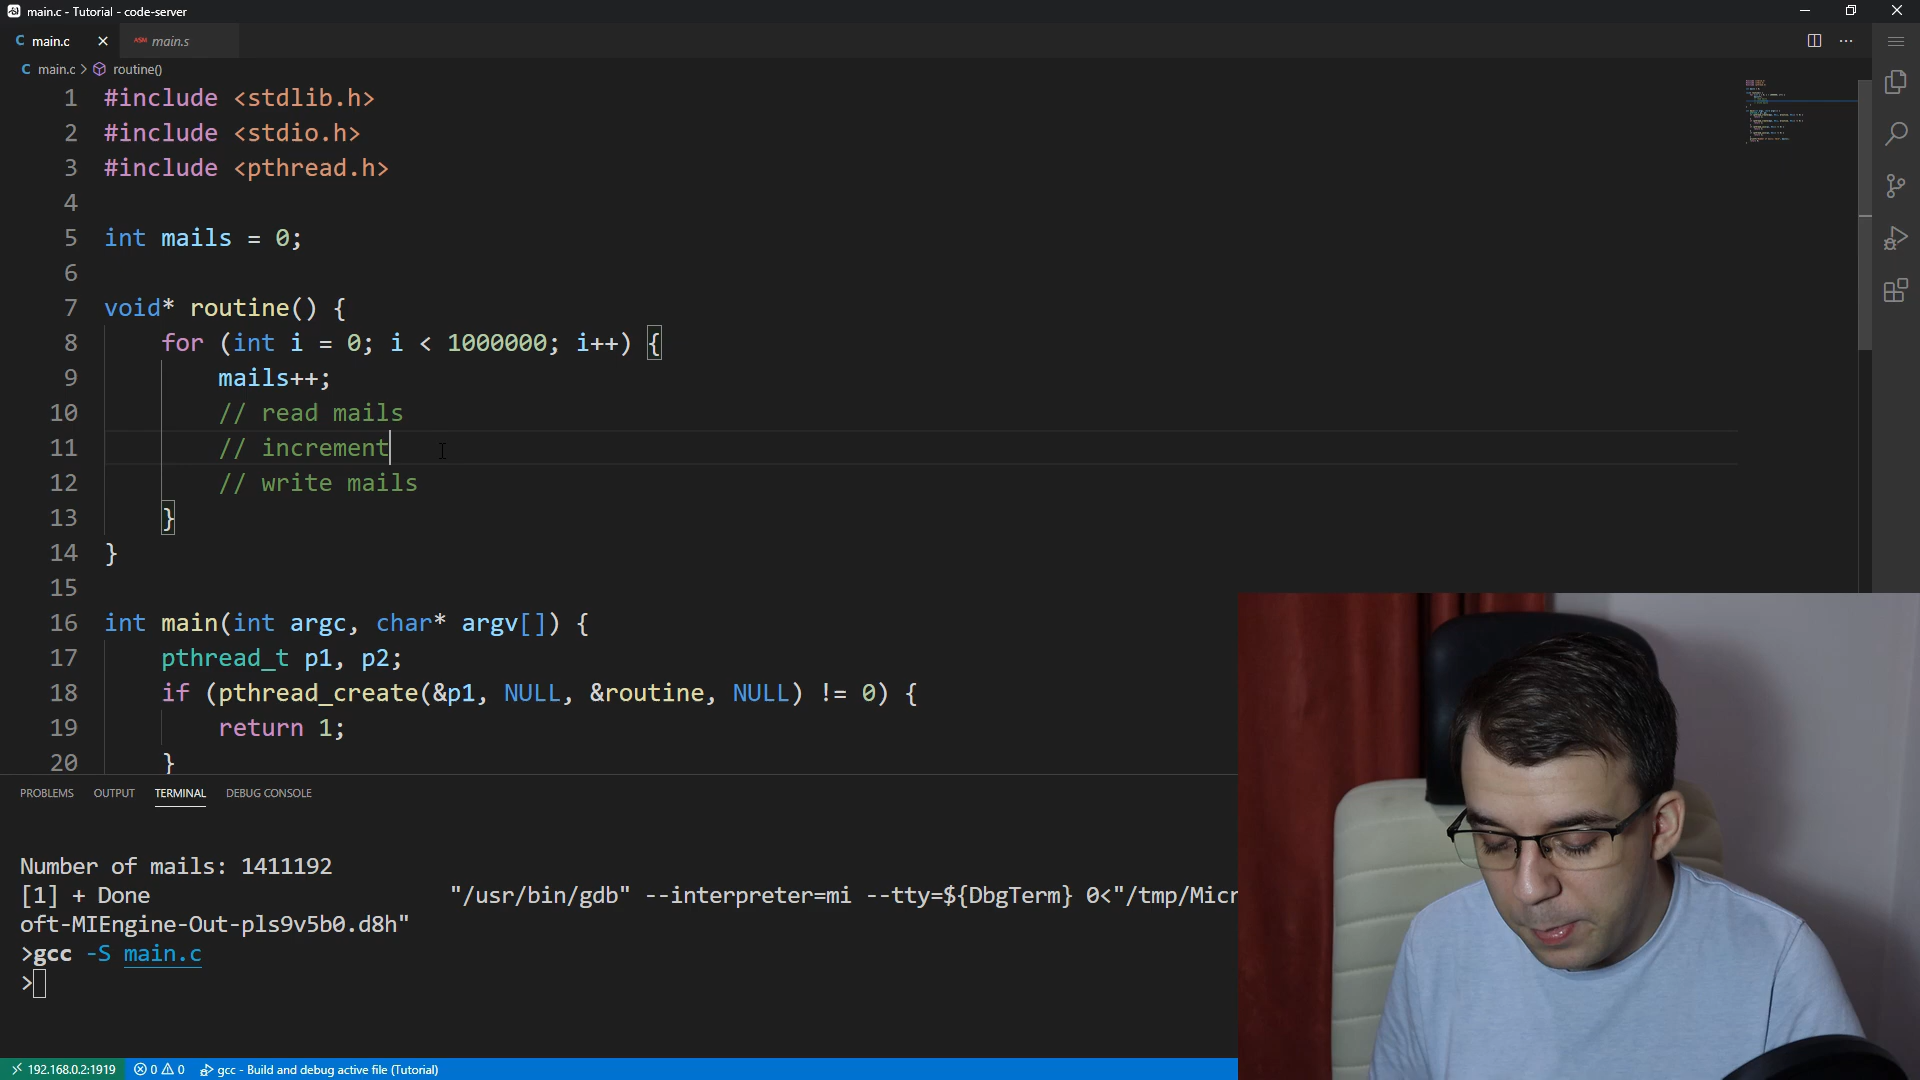 main.c - Tutorial - code-server
main.c
ASM main.s
main.c > routine()
1 #include <stdlib.h>
2 #include <stdio.h>
3 #include <pthread.h>
4
5 int mails = 0;
6
7 void* routine() {
8 for (int i = 0; i < 1000000; i++) {
9 mails++;
10 // read mails
11 // increment
12 // write mails
13 }
14 }
15
16 int main(int argc, char* argv[]) {
17 pthread_t p1, p2;
18 if (pthread_create(&p1, NULL, &routine, NULL) != 0) {
19 return 1;
20 }
PROBLEMS OUTPUT TERMINAL DEBUG CONSOLE
Number of mails: 1411192
[1] + Done "/usr/bin/gdb" --interpreter=mi --tty=${DbgTerm} 0<"/tmp/Micr
oft-MIEngine-Out-pls9v5b0.d8h"
>gcc -S main.c
>
192.168.0.2:1919 0 0 gcc - Build and debug active file (Tutorial)